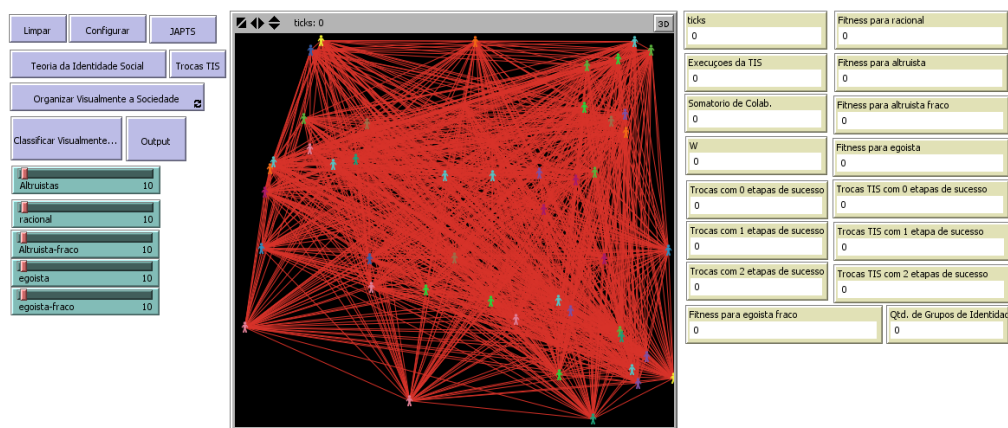 Limpar
Configurar
JAPTS
Teoria da Identidade Social
Trocas TIS
Organizar Visualmente a Sociedade
Classificar Visualmente...
Output
Altruistas 10
racional 10
Altruista-fraco 10
egoista 10
egoista-fraco 10
ticks: 0
3D
ticks
0
Fitness para racional
0
Execuçoes da TIS
0
Fitness para altruista
0
Somatorio de Colab.
0
Fitness para altruista fraco
0
W
0
Fitness para egoista
0
Trocas com 0 etapas de sucesso
0
Trocas TIS com 0 etapas de sucesso
0
Trocas com 1 etapas de sucesso
0
Trocas TIS com 1 etapa de sucesso
0
Trocas com 2 etapas de sucesso
0
Trocas TIS com 2 etapas de sucesso
0
Fitness para egoista fraco
0
Qtd. de Grupos de Identidad
0